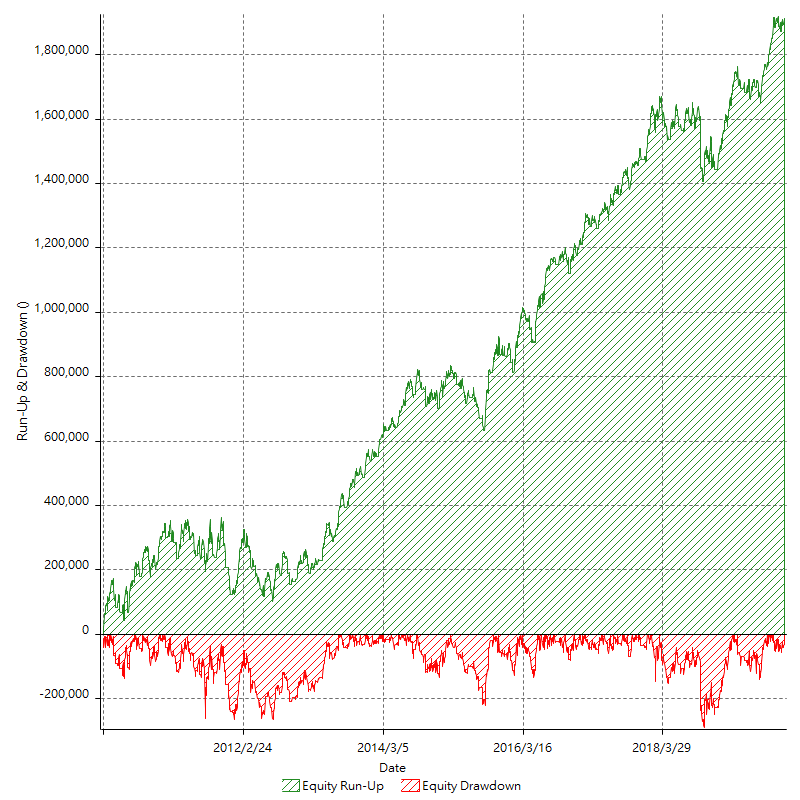 1,800,000
1,600,000
1,400,000
1,200,000
1,000,000
800,000
600,000
400,000
200,000
0
-200,000
Run-Up & Drawdown ()
2012/2/24 2014/3/5 2016/3/16 2018/3/29
Date
Equity Run-Up Equity Drawdown